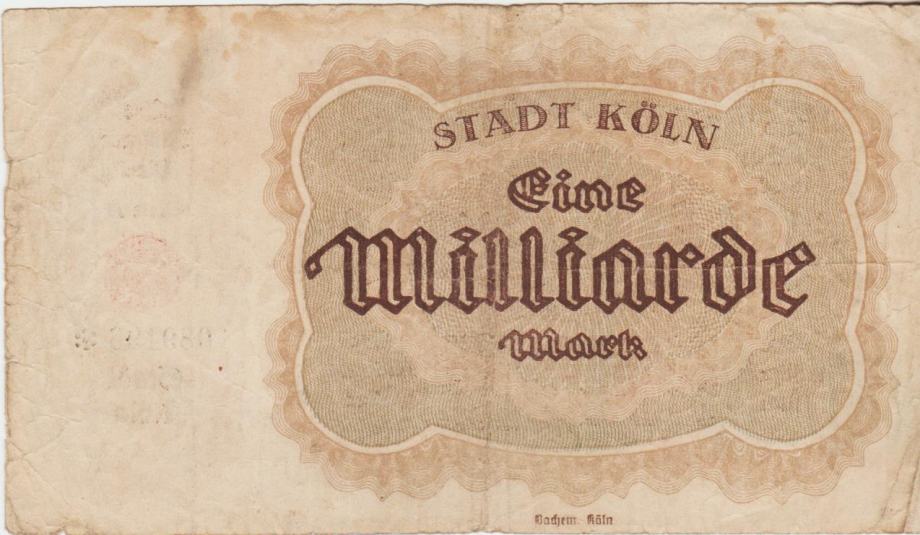 STADT KÖLN
Eine
Milliarde
Mark
Bachem Köln